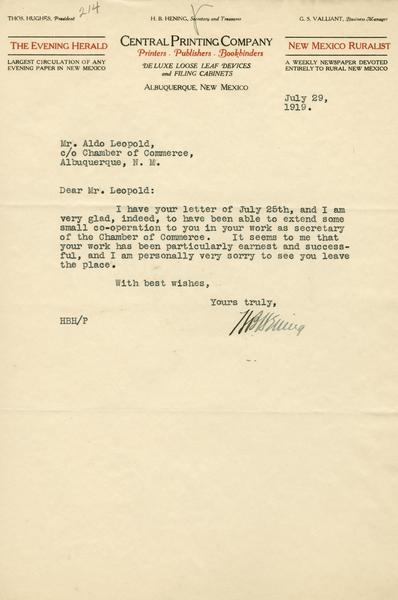 214
THOS. HUGHES, President
H. B. HENING, Secretary and Treasurer
G. S. VALLIANT, Business Manager
THE EVENING HERALD
LARGEST CIRCULATION OF ANY
EVENING PAPER IN NEW MEXICO
CENTRAL PRINTING COMPANY
Printers · Publishers · Bookbinders
DE LUXE LOOSE LEAF DEVICES
AND FILING CABINETS
ALBUQUERQUE, NEW MEXICO
NEW MEXICO RURALIST
A WEEKLY NEWSPAPER DEVOTED
ENTIRELY TO RURAL NEW MEXICO
July 29,
1919.
Mr. Aldo Leopold,
c/o Chamber of Commerce,
Albuquerque, N. M.
Dear Mr. Leopold:
I have your letter of July 25th, and I am
very glad, indeed, to have been able to extend some
small co-operation to you in your work as secretary
of the Chamber of Commerce. It seems to me that
your work has been particularly earnest and success-
ful, and I am personally very sorry to see you leave
the place.
With best wishes,
Yours truly,
HBHening
HBH/P